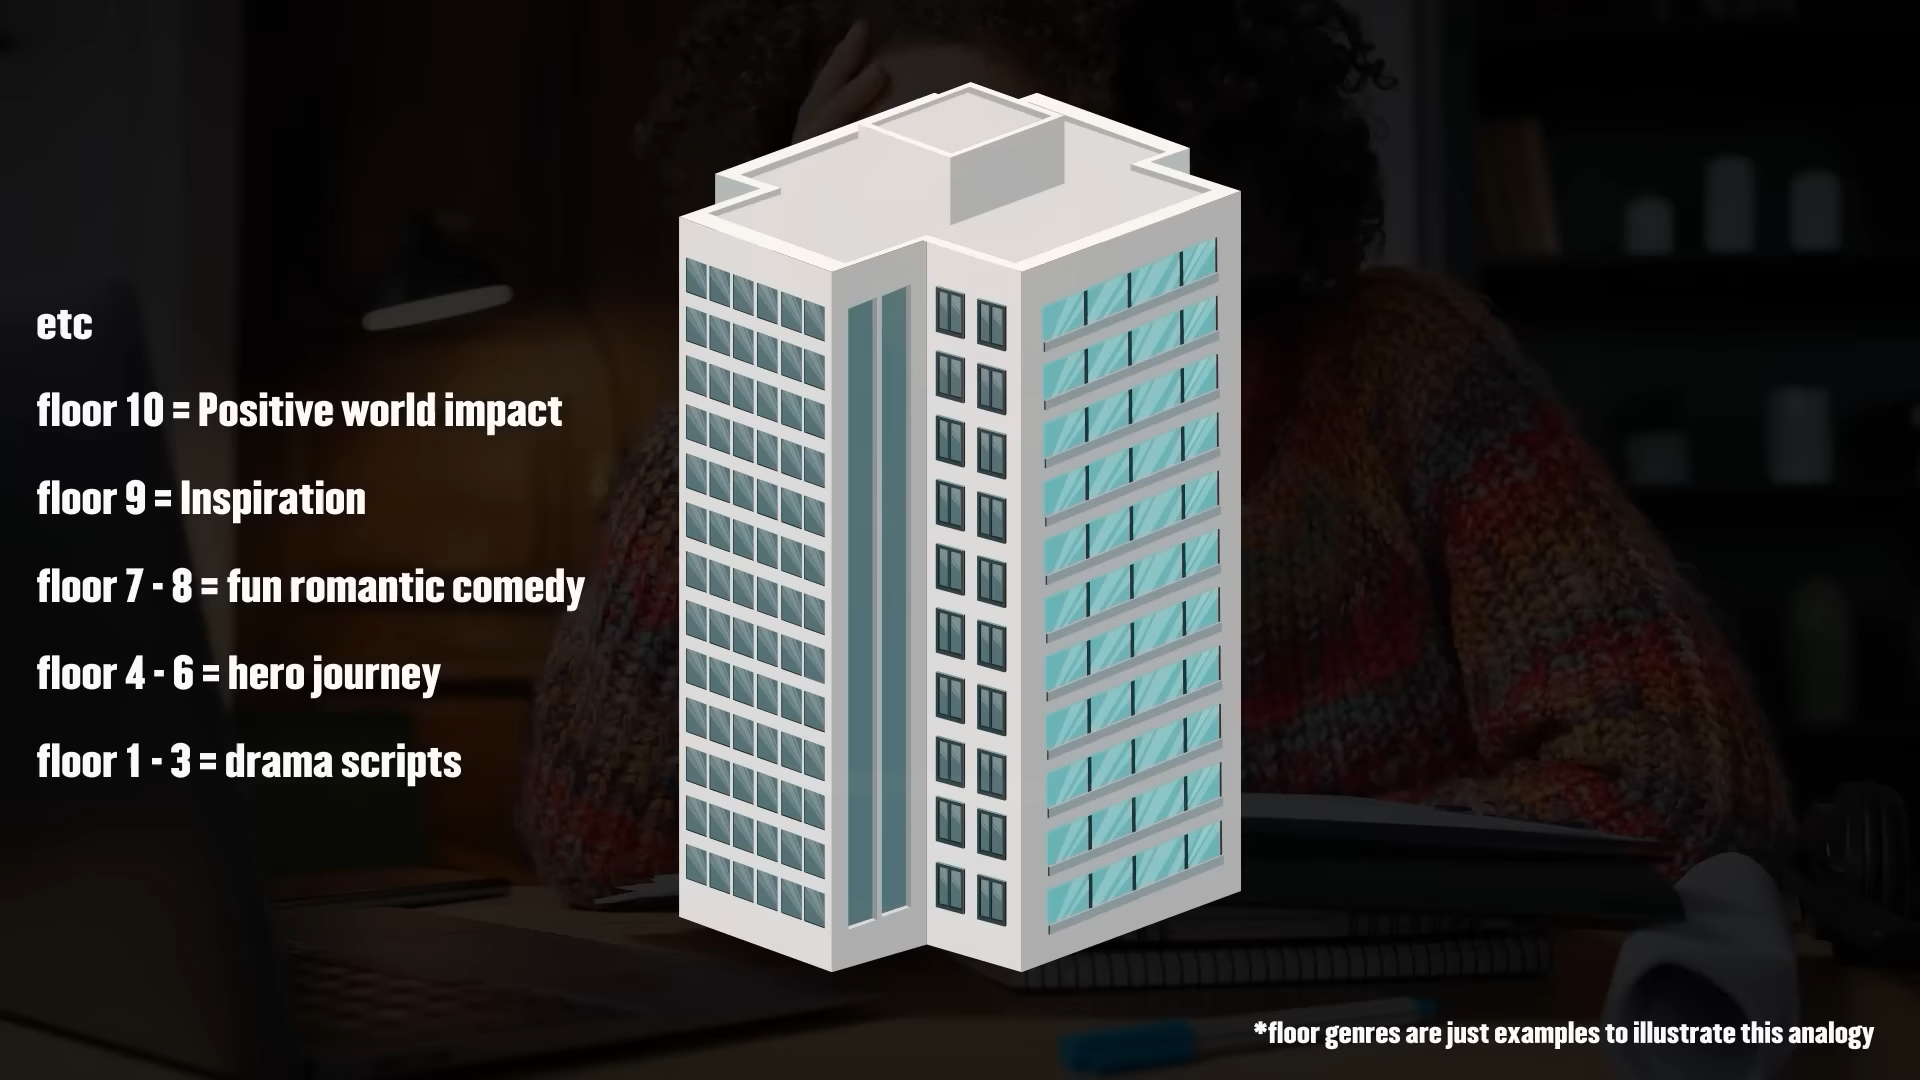 etc
floor 10 = Positive world impact
floor 9 = Inspiration
floor 7 - 8 = fun romantic comedy
floor 4 - 6 = hero journey
floor 1 - 3 = drama scripts
*floor genres are just examples to illustrate this analogy